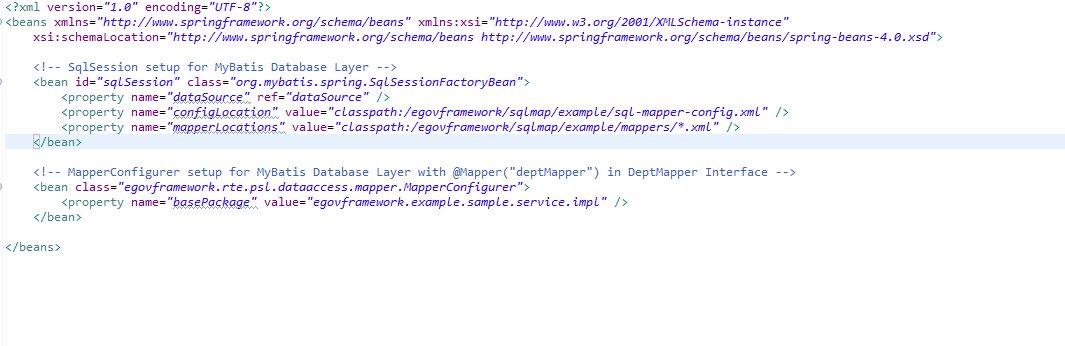 <?xml version="1.0" encoding="UTF-8"?>
<beans xmlns="http://www.springframework.org/schema/beans" xmlns:xsi="http://www.w3.org/2001/XMLSchema-instance"
xsi:schemaLocation="http://www.springframework.org/schema/beans http://www.springframework.org/schema/beans/spring-beans-4.0.xsd">
<!-- SqlSession setup for MyBatis Database Layer -->
<bean id="sqlSession" class="org.mybatis.spring.SqlSessionFactoryBean">
<property name="dataSource" ref="dataSource" />
<property name="configLocation" value="classpath:/egovframework/sqlmap/example/sql-mapper-config.xml" />
<property name="mapperLocations" value="classpath:/egovframework/sqlmap/example/mappers/*.xml" />
</bean>
<!-- MapperConfigurer setup for MyBatis Database Layer with @Mapper("deptMapper") in DeptMapper Interface -->
<bean class="egovframework.rte.psl.dataaccess.mapper.MapperConfigurer">
<property name="basePackage" value="egovframework.example.sample.service.impl" />
</bean>
</beans>